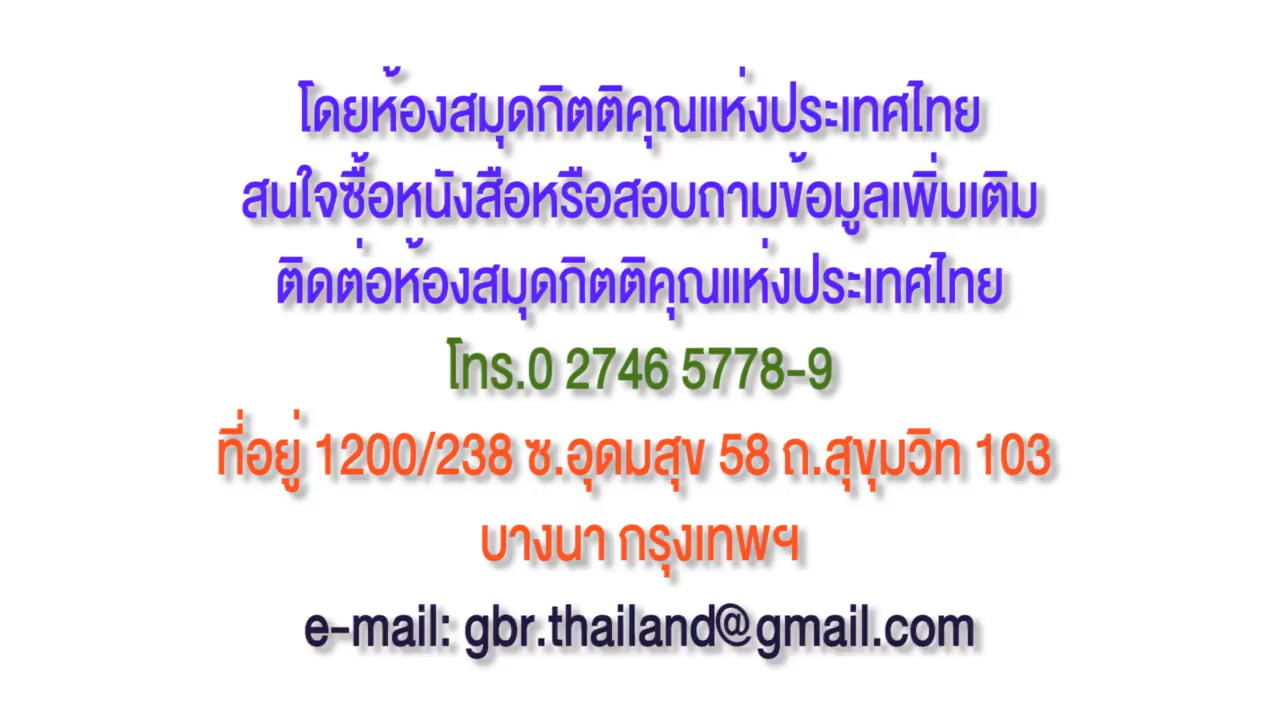 โดยห้องสมุดกิตติคุณแห่งประเทศไทย
สนใจซื้อหนังสือหรือสอบถามข้อมูลเพิ่มเติม
ติดต่อห้องสมุดกิตติคุณแห่งประเทศไทย
โทร.0 2746 5778-9
ที่อยู่ 1200/238 ซ.อุดมสุข 58 ถ.สุขุมวิท 103
บางนา กรุงเทพฯ
e-mail: gbr.thailand@gmail.com